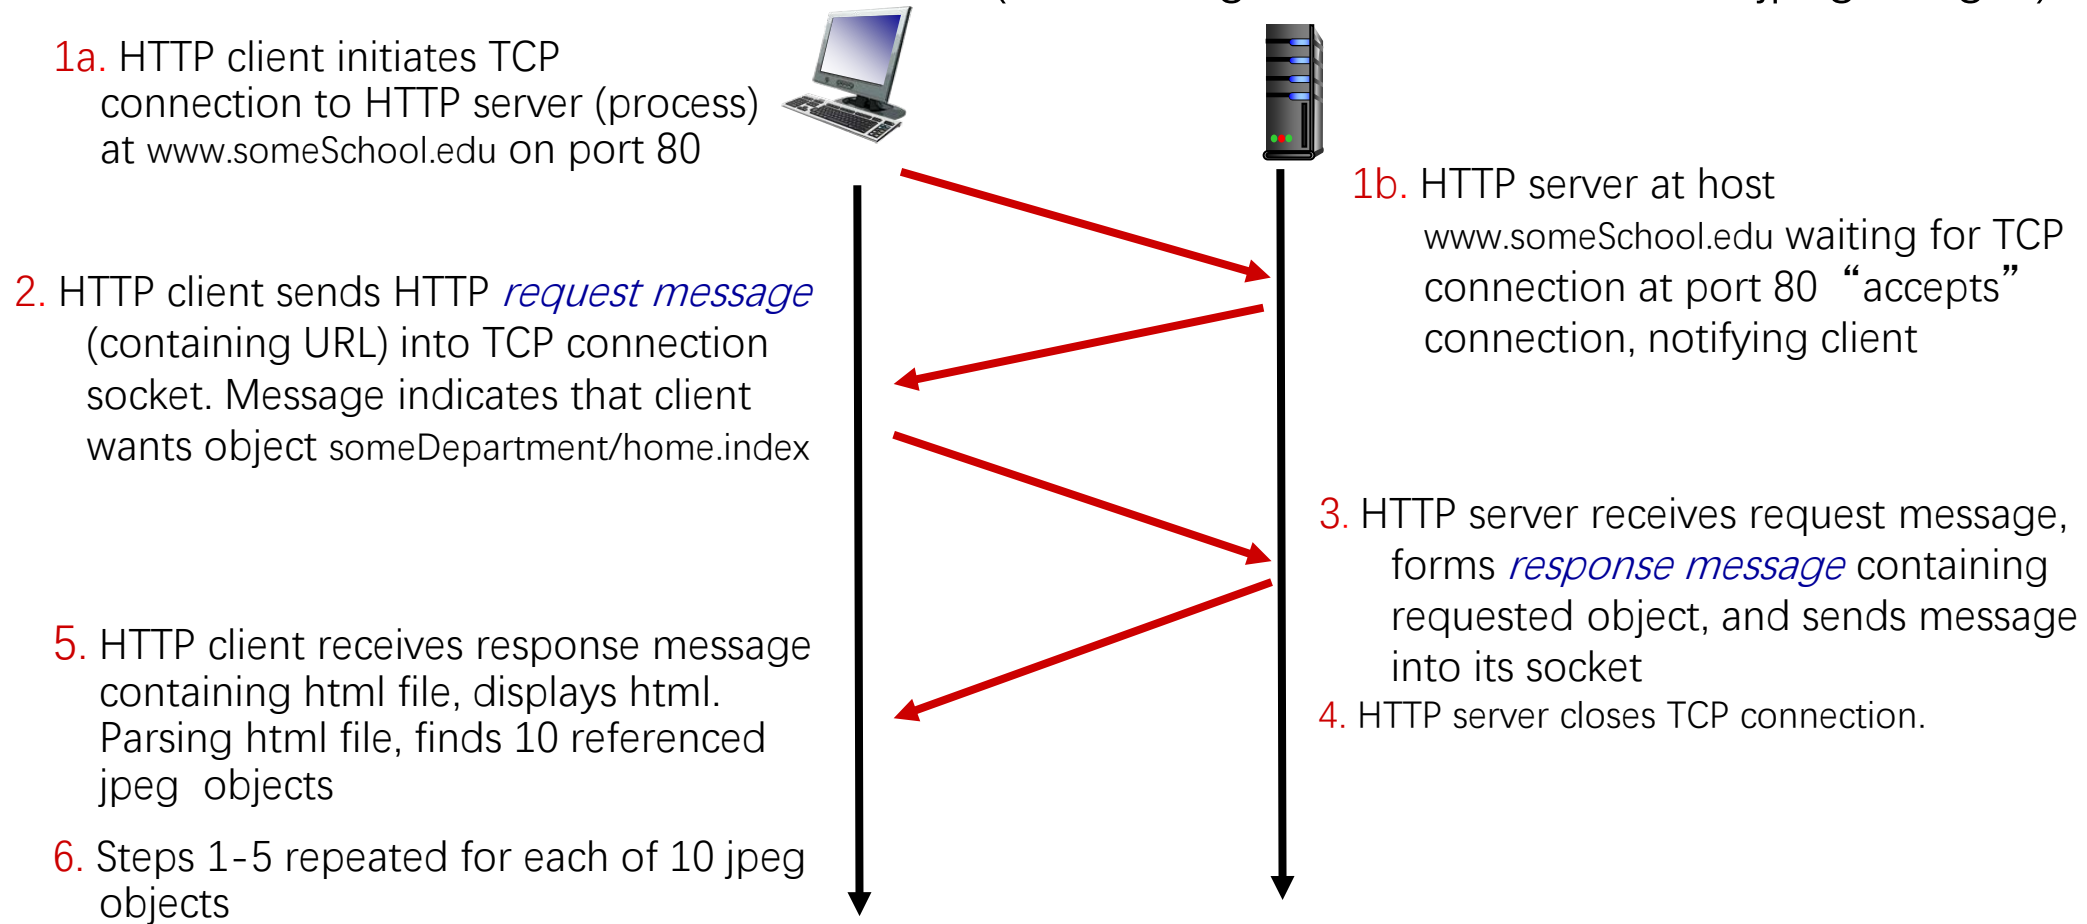 1a. HTTP client initiates TCP
connection to HTTP server (process)
at www.someSchool.edu on port 80
1b. HTTP server at host
www.someSchool.edu waiting for TCP
connection at port 80 “accepts”
connection, notifying client
2. HTTP client sends HTTP request message
(containing URL) into TCP connection
socket. Message indicates that client
wants object someDepartment/home.index
3. HTTP server receives request message,
forms response message containing
requested object, and sends message
into its socket
4. HTTP server closes TCP connection.
5. HTTP client receives response message
containing html file, displays html.
Parsing html file, finds 10 referenced
jpeg objects
6. Steps 1-5 repeated for each of 10 jpeg
objects